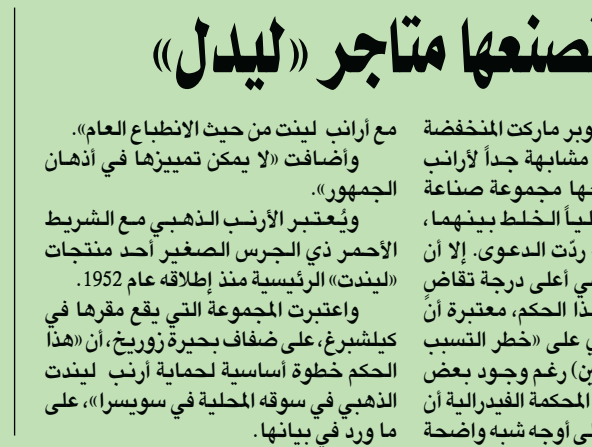 تصنعها متاجر «ليدل»
وبر ماركت المنخفضة
مشابهة جداً لأرانب
مجموعة صناعة
الخلط بينهما،
ردّت الدعوى. إلا أن
أعلى درجة تقاضٍ
الحكم، معتبرة أن
على «خطر التسبب
رغم وجود بعض
المحكمة الفيدرالية أن
أوجه شبه واضحة
مع أرانب لينت من حيث الانطباع العام».
وأضافت «لا يمكن تمييزها في أذهان
الجمهور».
ويُعتبر الأرنب الذهبي مع الشريط
الأحمر ذي الجرس الصغير أحد منتجات
«ليندت» الرئيسية منذ إطلاقه عام 1952.
واعتبرت المجموعة التي يقع مقرها في
كيلشبرغ، على ضفاف بحيرة زوريخ، أن «هذا
الحكم خطوة أساسية لحماية أرنب ليندت
الذهبي في سوقه المحلية في سويسرا»، على
ما ورد في بيانها.